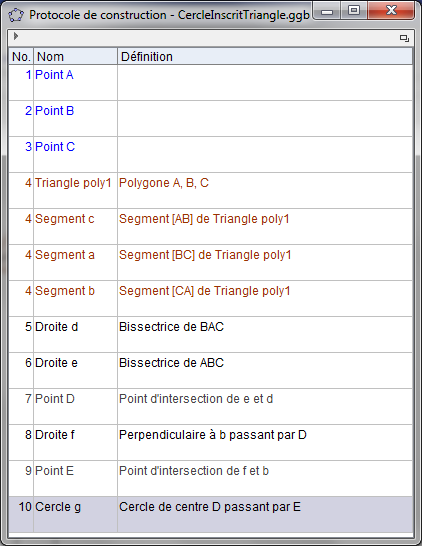 Protocole de construction - CercleInscritTriangle.ggb
No. Nom Définition
1 Point A
2 Point B
3 Point C
4 Triangle poly1 Polygone A, B, C
4 Segment c Segment [AB] de Triangle poly1
4 Segment a Segment [BC] de Triangle poly1
4 Segment b Segment [CA] de Triangle poly1
5 Droite d Bissectrice de BAC
6 Droite e Bissectrice de ABC
7 Point D Point d'intersection de e et d
8 Droite f Perpendiculaire à b passant par D
9 Point E Point d'intersection de f et b
10 Cercle g Cercle de centre D passant par E